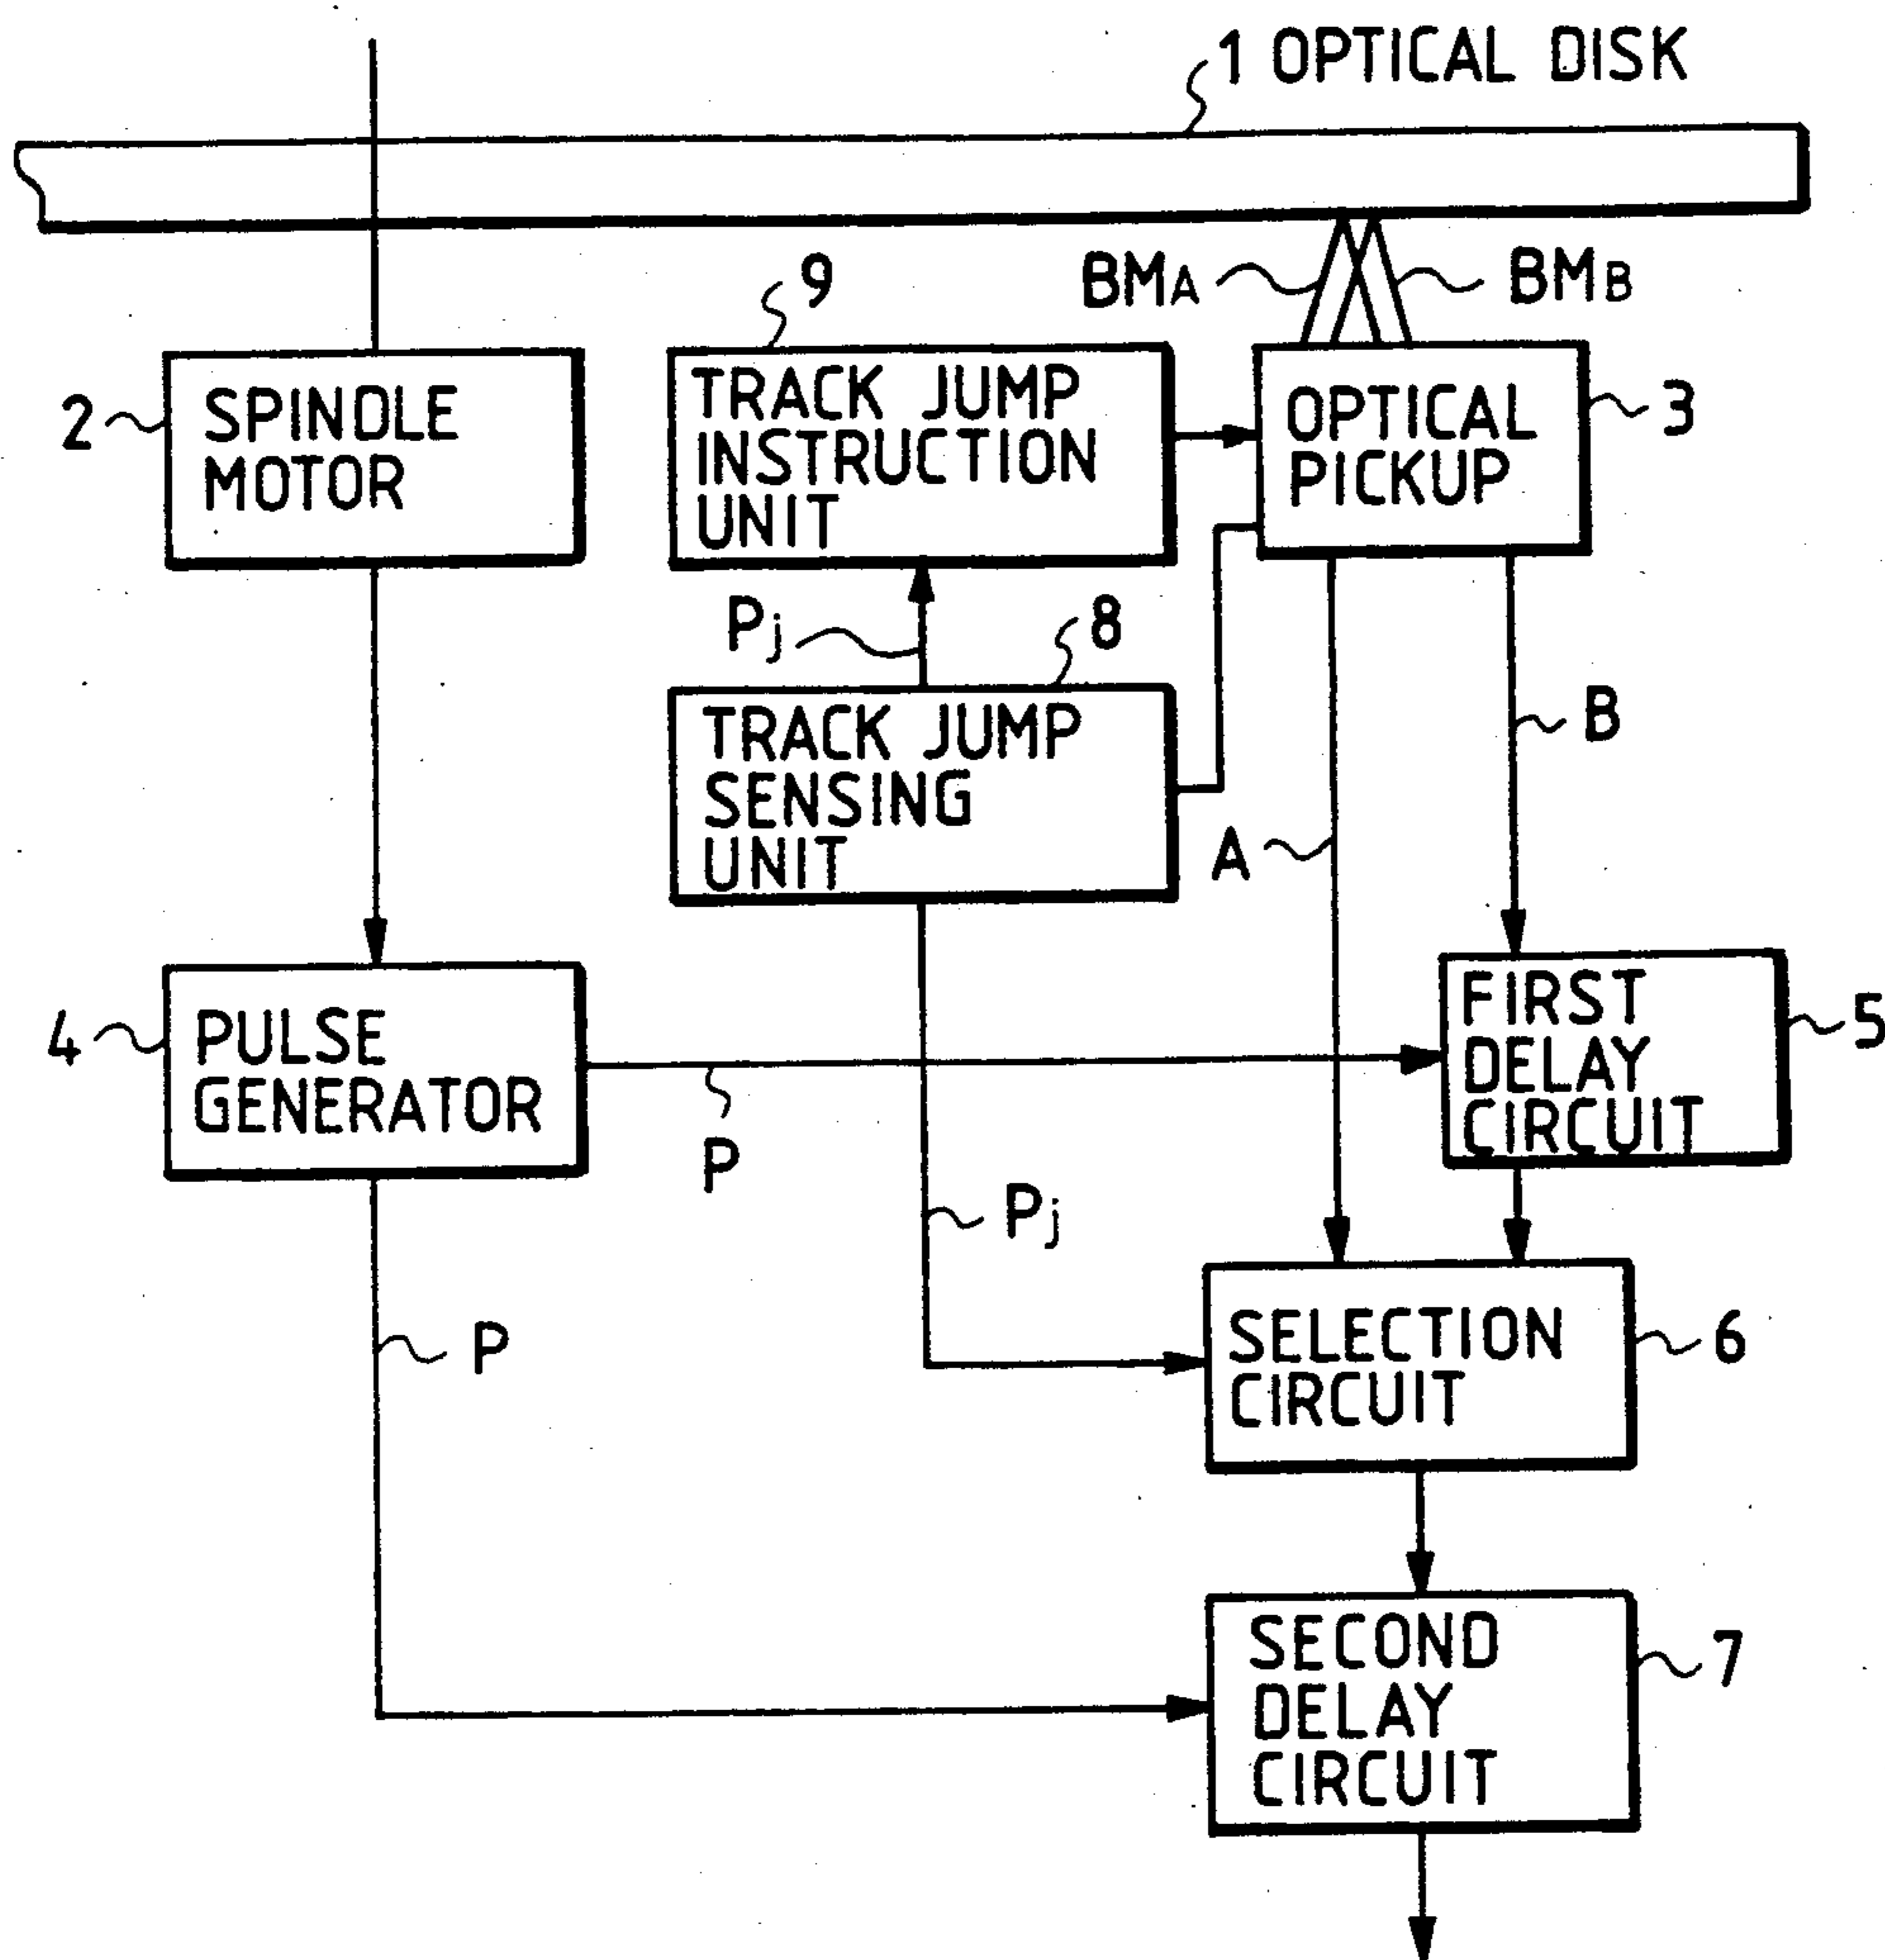 1 OPTICAL DISK
BMA
BMB
9
2
SPINDLE
MOTOR
TRACK JUMP
INSTRUCTION
UNIT
OPTICAL
PICKUP
3
Pj
8
TRACK JUMP
SENSING
UNIT
A
B
4
PULSE
GENERATOR
P
FIRST
DELAY
CIRCUIT
5
Pj
P
SELECTION
CIRCUIT
6
SECOND
DELAY
CIRCUIT
7